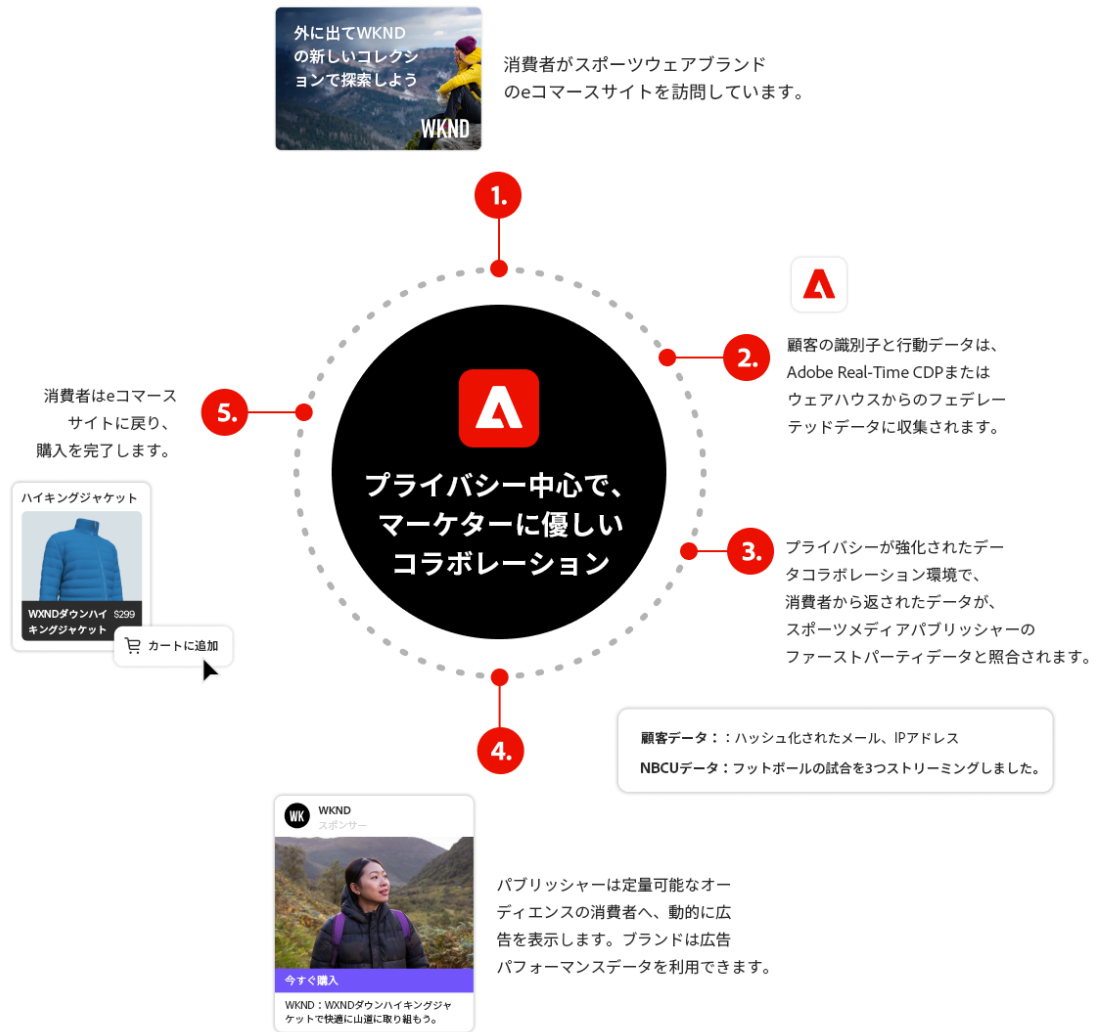 外に出てWKND
の新しいコレクシ
ョンで探索しよう
WKND
消費者がスポーツウェアブランド
のeコマースサイトを訪問しています。
1.
2.
顧客の識別子と行動データは、
Adobe Real-Time CDPまたは
ウェアハウスからのフェデレー
テッドデータに収集されます。
プライバシー中心で、
マーケターに優しい
コラボレーション
3.
プライバシーが強化されたデー
タコラボレーション環境で、
消費者から返されたデータが、
スポーツメディアパブリッシャーの
ファーストパーティデータと照合されます。
顧客データ：：ハッシュ化されたメール、IPアドレス
NBCUデータ：フットボールの試合を3つストリーミングしました。
4.
WK
WKND
スポンサー
今すぐ購入
WKND：WXNDダウンハイキングジャ
ケットで快適に山道に取り組もう。
パブリッシャーは定量可能なオー
ディエンスの消費者へ、動的に広
告を表示します。ブランドは広告
パフォーマンスデータを利用できます。
5.
消費者はeコマース
サイトに戻り、
購入を完了します。
ハイキングジャケット
WXNDダウンハイ $299
キングジャケット
カートに追加